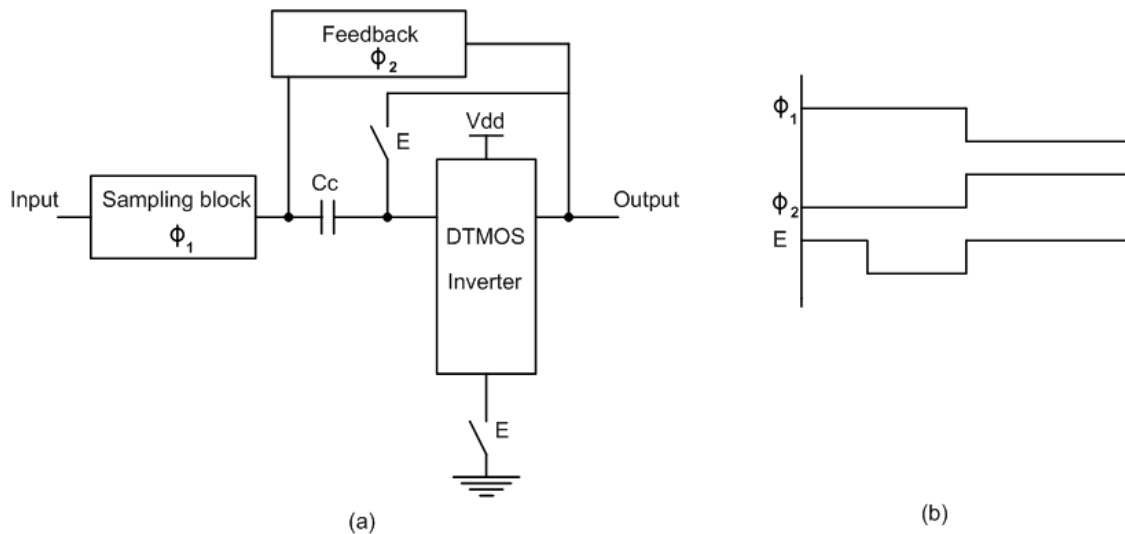 Feedback
ϕ2
E
Vdd
Cc
Input
Sampling block
ϕ1
DTMOS
Inverter
Output
E
(a)
ϕ1
ϕ2
E
(b)